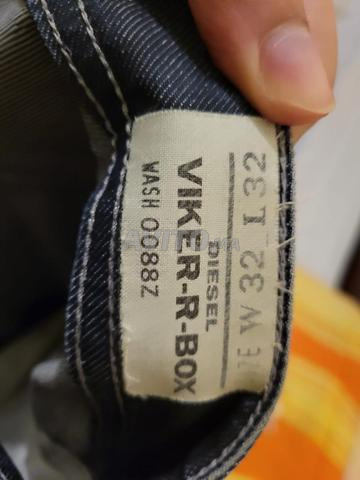 DIESEL
VIKER-R-BOX
WASH 0088Z
W 32 L 32